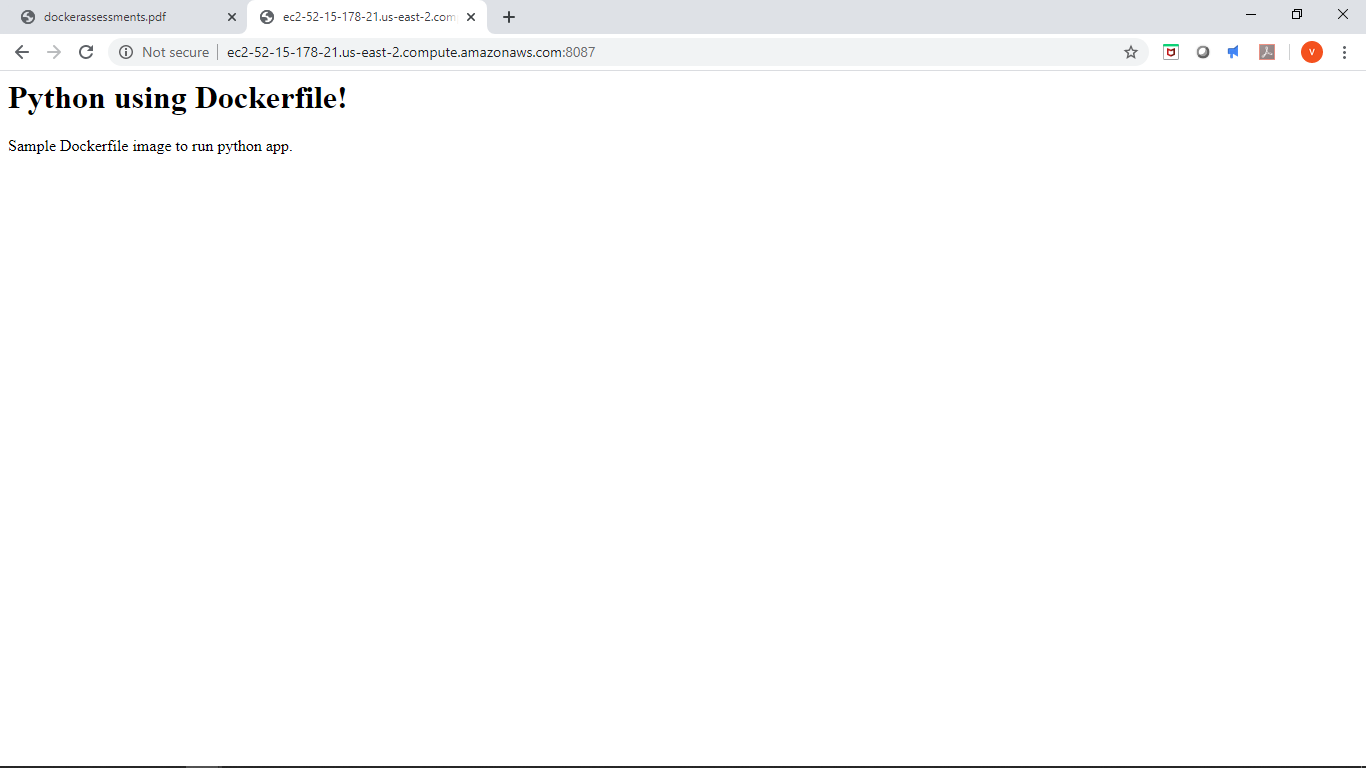 dockerassessments.pdf
ec2-52-15-178-21.us-east-2.com
Not secure
ec2-52-15-178-21.us-east-2.compute.amazonaws.com:8087
V
Python using Dockerfile!
Sample Dockerfile image to run python app.